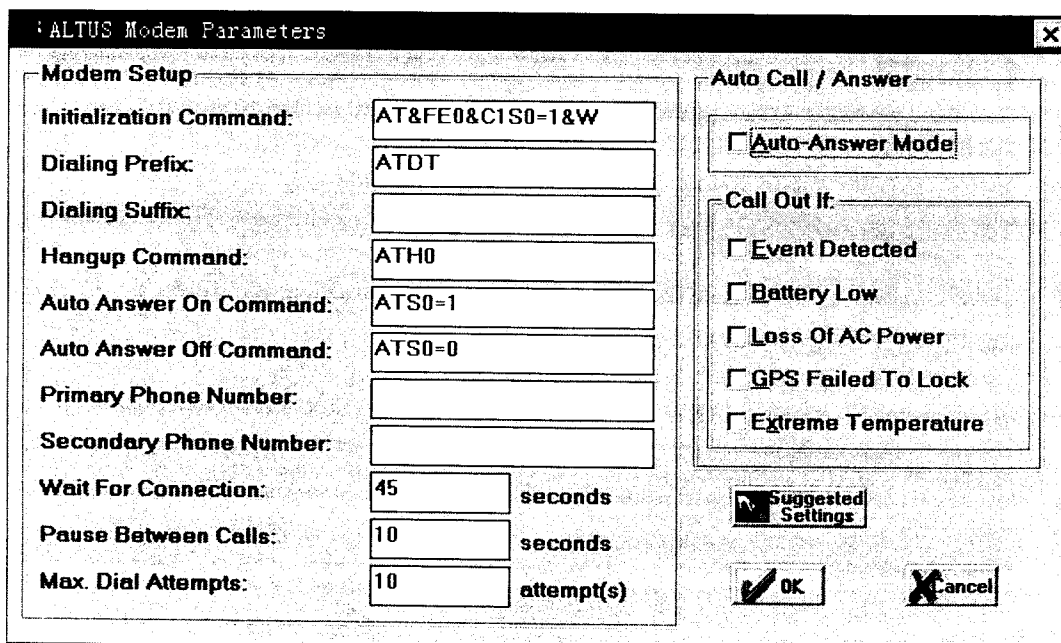 ALTUS Modem Parameters
Modem Setup
Initialization Command: AT&FE0&C1S0=1&W
Dialing Prefix: ATDT
Dialing Suffix:
Hangup Command: ATH0
Auto Answer On Command: ATS0=1
Auto Answer Off Command: ATS0=0
Primary Phone Number:
Secondary Phone Number:
Wait For Connection: 45 seconds
Pause Between Calls: 10 seconds
Max. Dial Attempts: 10 attempt(s)
Auto Call / Answer
Auto-Answer Mode
Call Out If:
Event Detected
Battery Low
Loss Of AC Power
GPS Failed To Lock
Extreme Temperature
Suggested
Settings
OK
Cancel